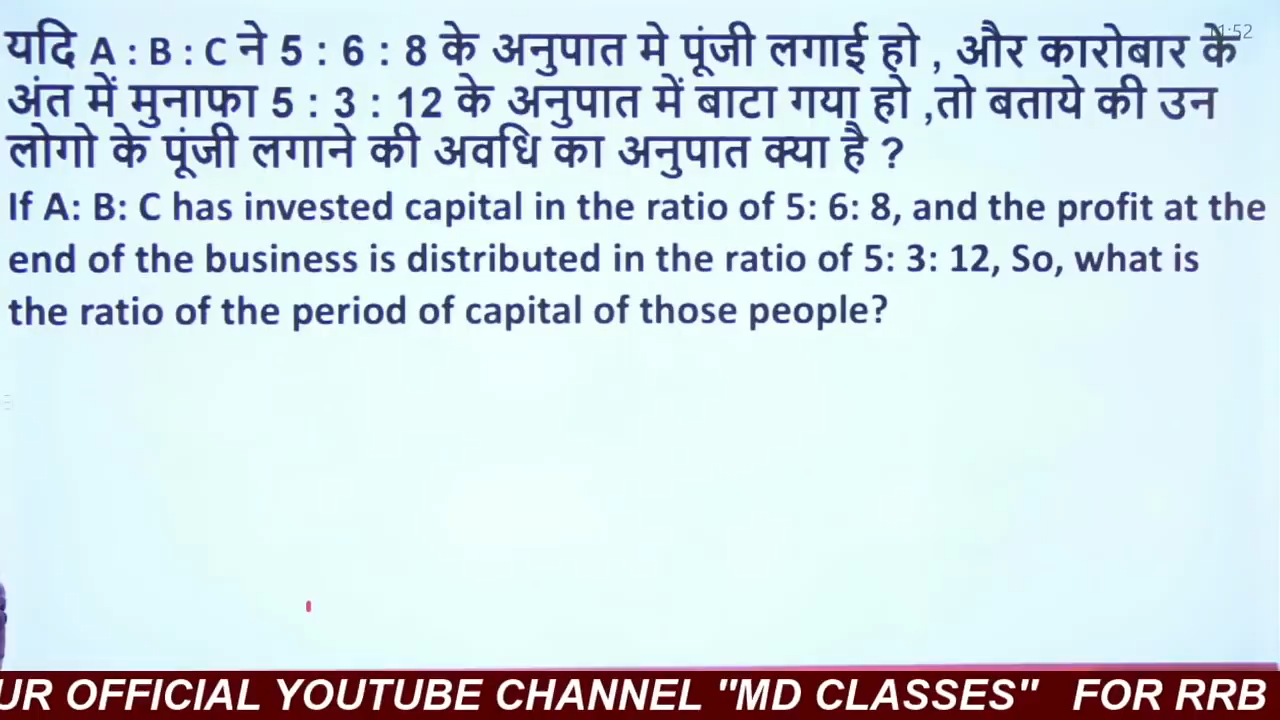 यदि A : B : C ने 5 : 6 : 8 के अनुपात मे पूंजी लगाई हो , और कारोबार के
:52
अंत में मुनाफा 5 : 3 : 12 के अनुपात में बाटा गया हो ,तो बताये की उन
लोगो के पूंजी लगाने की अवधि का अनुपात क्या है ?
If A: B: C has invested capital in the ratio of 5: 6: 8, and the profit at the
end of the business is distributed in the ratio of 5: 3: 12, So, what is
the ratio of the period of capital of those people?
UR OFFICIAL YOUTUBE CHANNEL "MD CLASSES" FOR RRB